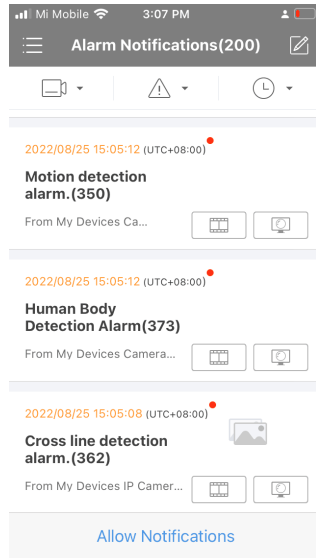 Mi Mobile 3:07 PM
Alarm Notifications(200)
2022/08/25 15:05:12 (UTC+08:00)
Motion detection
alarm.(350)
From My Devices Ca...
2022/08/25 15:05:12 (UTC+08:00)
Human Body
Detection Alarm(373)
From My Devices Camera...
2022/08/25 15:05:08 (UTC+08:00)
Cross line detection
alarm.(362)
From My Devices IP Camer...
Allow Notifications